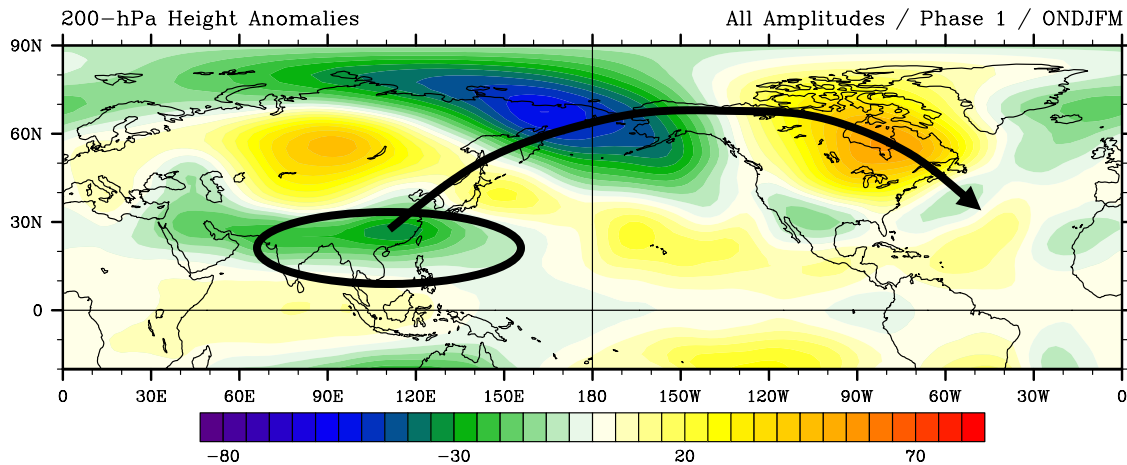 200-hPa Height Anomalies
All Amplitudes / Phase 1 / ONDJFM
90N
60N
30N
0
0 30E 60E 90E 120E 150E 180 150W 120W 90W 60W 30W 0
-80 -30 20 70